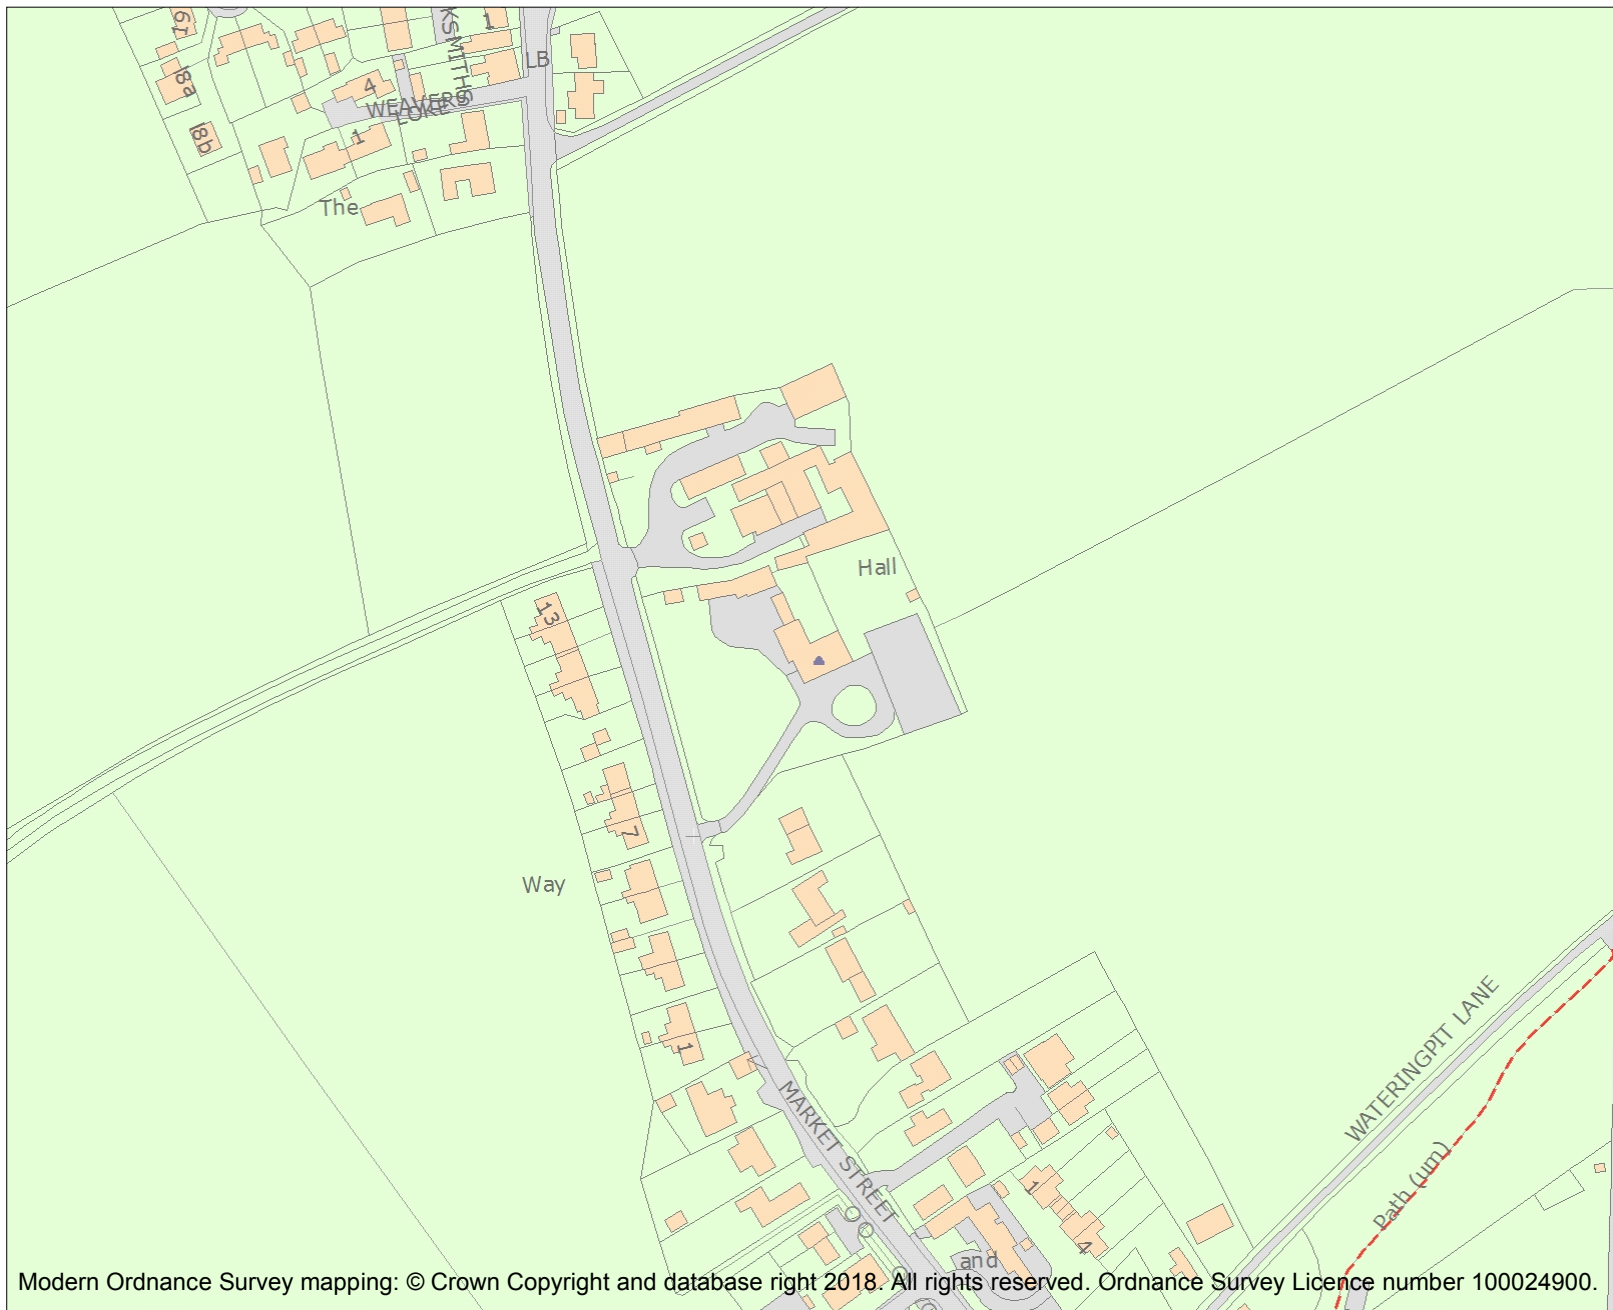 19
1
KSMITHS
LB
18a
4
WEAVERS
LOKE
18b
1
The
Hall
13
7
Way
1
MARKET STREET
WATERINGPIT LANE
Path (um)
1
4
and
Modern Ordnance Survey mapping: © Crown Copyright and database right 2018. All rights reserved. Ordnance Survey Licence number 100024900.